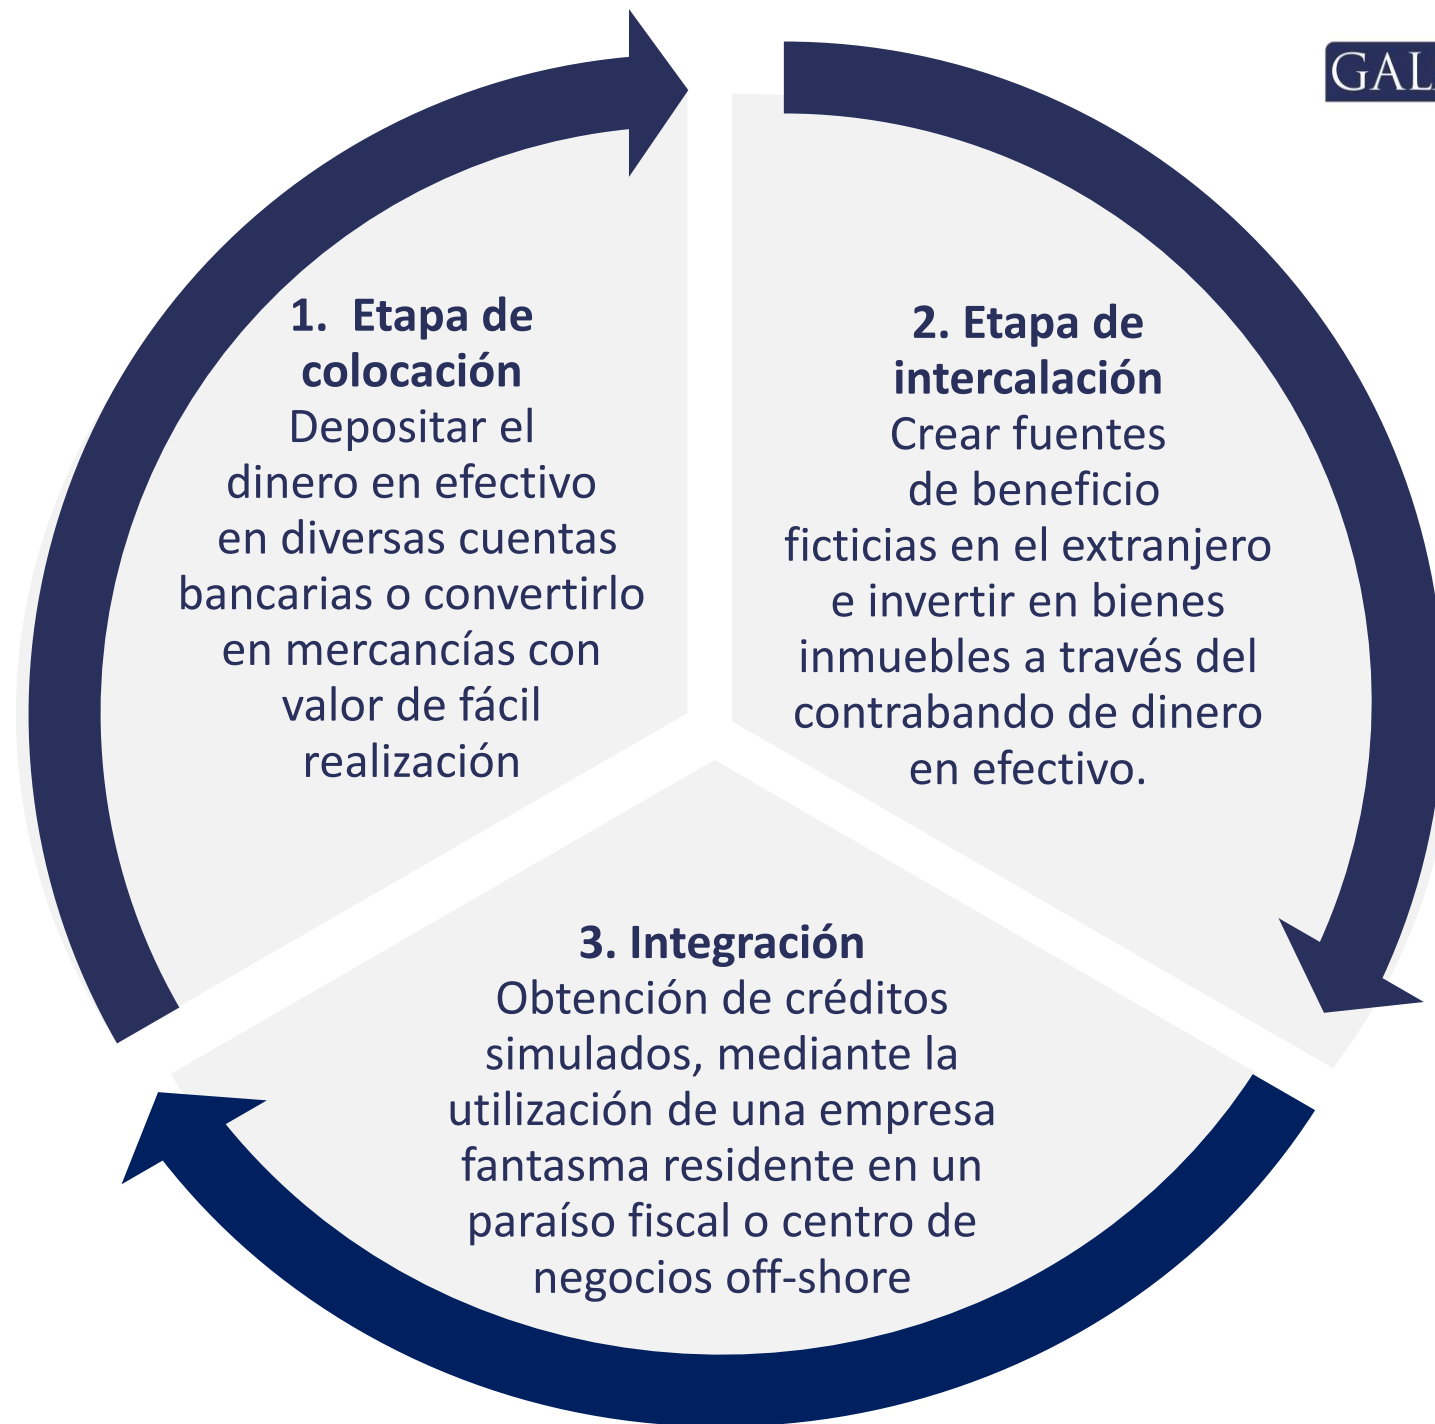 GAL
1. Etapa de
colocación
Depositar el
dinero en efectivo
en diversas cuentas
bancarias o convertirlo
en mercancías con
valor de fácil
realización
2. Etapa de
intercalación
Crear fuentes
de beneficio
ficticias en el extranjero
e invertir en bienes
inmuebles a través del
contrabando de dinero
en efectivo.
3. Integración
Obtención de créditos
simulados, mediante la
utilización de una empresa
fantasma residente en un
paraíso fiscal o centro de
negocios off-shore